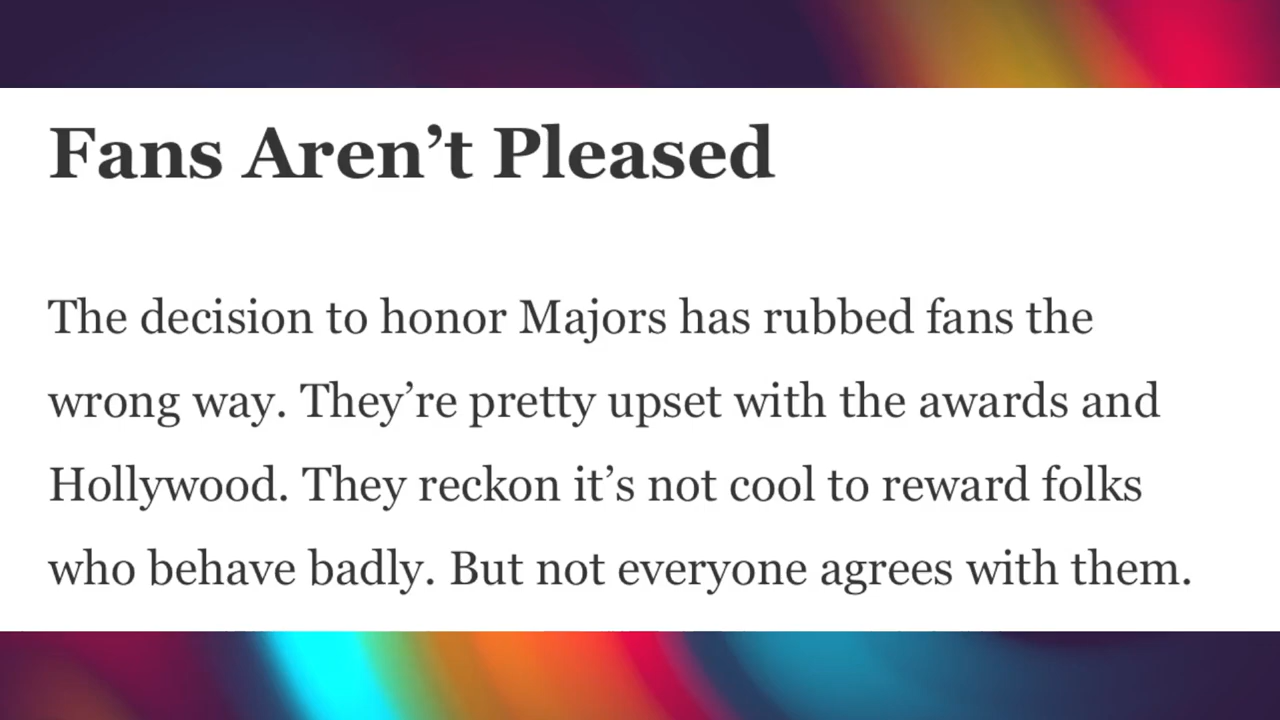 Fans Aren’t Pleased
The decision to honor Majors has rubbed fans the
wrong way. They’re pretty upset with the awards and
Hollywood. They reckon it’s not cool to reward folks
who behave badly. But not everyone agrees with them.